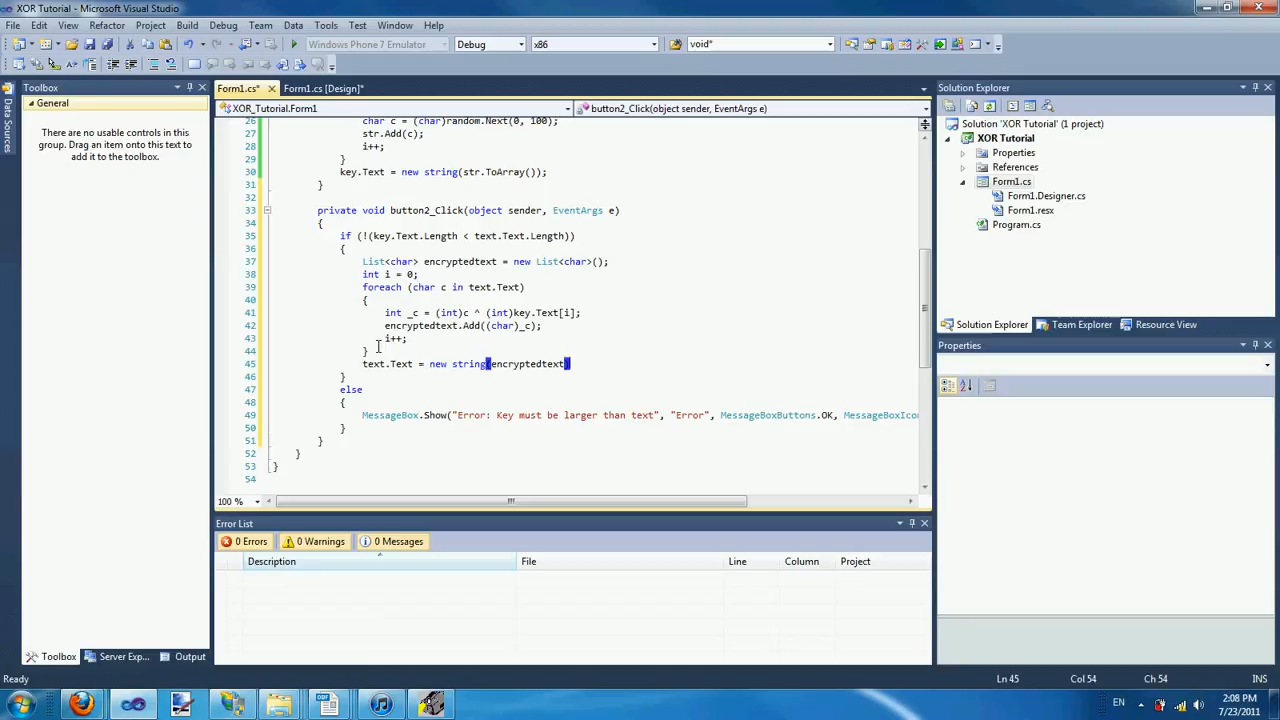 XOR Tutorial - Microsoft Visual Studio
File Edit View Refactor Project Build Debug Team Data Tools Test Window Help
Windows Phone 7 Emulator Debug x86 void*
Toolbox
General
There are no usable controls in this
group. Drag an item onto this text to
add it to the toolbox.
Data Sources
Form1.cs* Form1.cs [Design]*
XOR_Tutorial.Form1 button2_Click(object sender, EventArgs e)
26 char c = (char)random.Next(0, 100);
27 str.Add(c);
28 i++;
29 }
30 key.Text = new string(str.ToArray());
31 }
32
33 private void button2_Click(object sender, EventArgs e)
34 {
35 if (!(key.Text.Length < text.Text.Length))
36 {
37 List<char> encryptedtext = new List<char>();
38 int i = 0;
39 foreach (char c in text.Text)
40 {
41 int _c = (int)c ^ (int)key.Text[i];
42 encryptedtext.Add((char)_c);
43 i++;
44 }
45 text.Text = new string(encryptedtext)
46 }
47 else
48 {
49 MessageBox.Show("Error: Key must be larger than text", "Error", MessageBoxButtons.OK, MessageBoxIco
50 }
51 }
52 }
53 }
54
100 %
Error List
0 Errors 0 Warnings 0 Messages
Description File Line Column Project
Solution Explorer
Solution 'XOR Tutorial' (1 project)
XOR Tutorial
Properties
References
Form1.cs
Form1.Designer.cs
Form1.resx
Program.cs
Solution Explorer Team Explorer Resource View
Properties
Toolbox Server Exp... Output
Ready Ln 45 Col 54 Ch 54 INS
EN 2:08 PM
7/23/2011